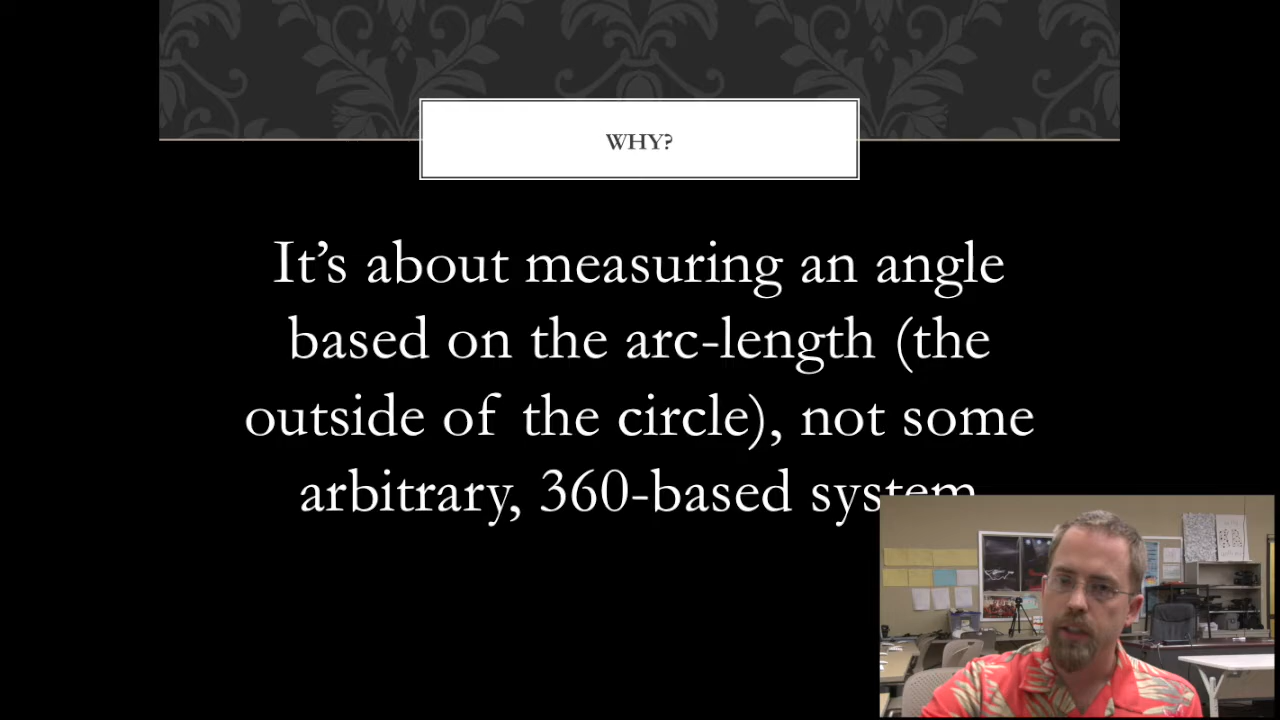 WHY?
It's about measuring an angle
based on the arc-length (the
outside of the circle), not some
arbitrary, 360-based system